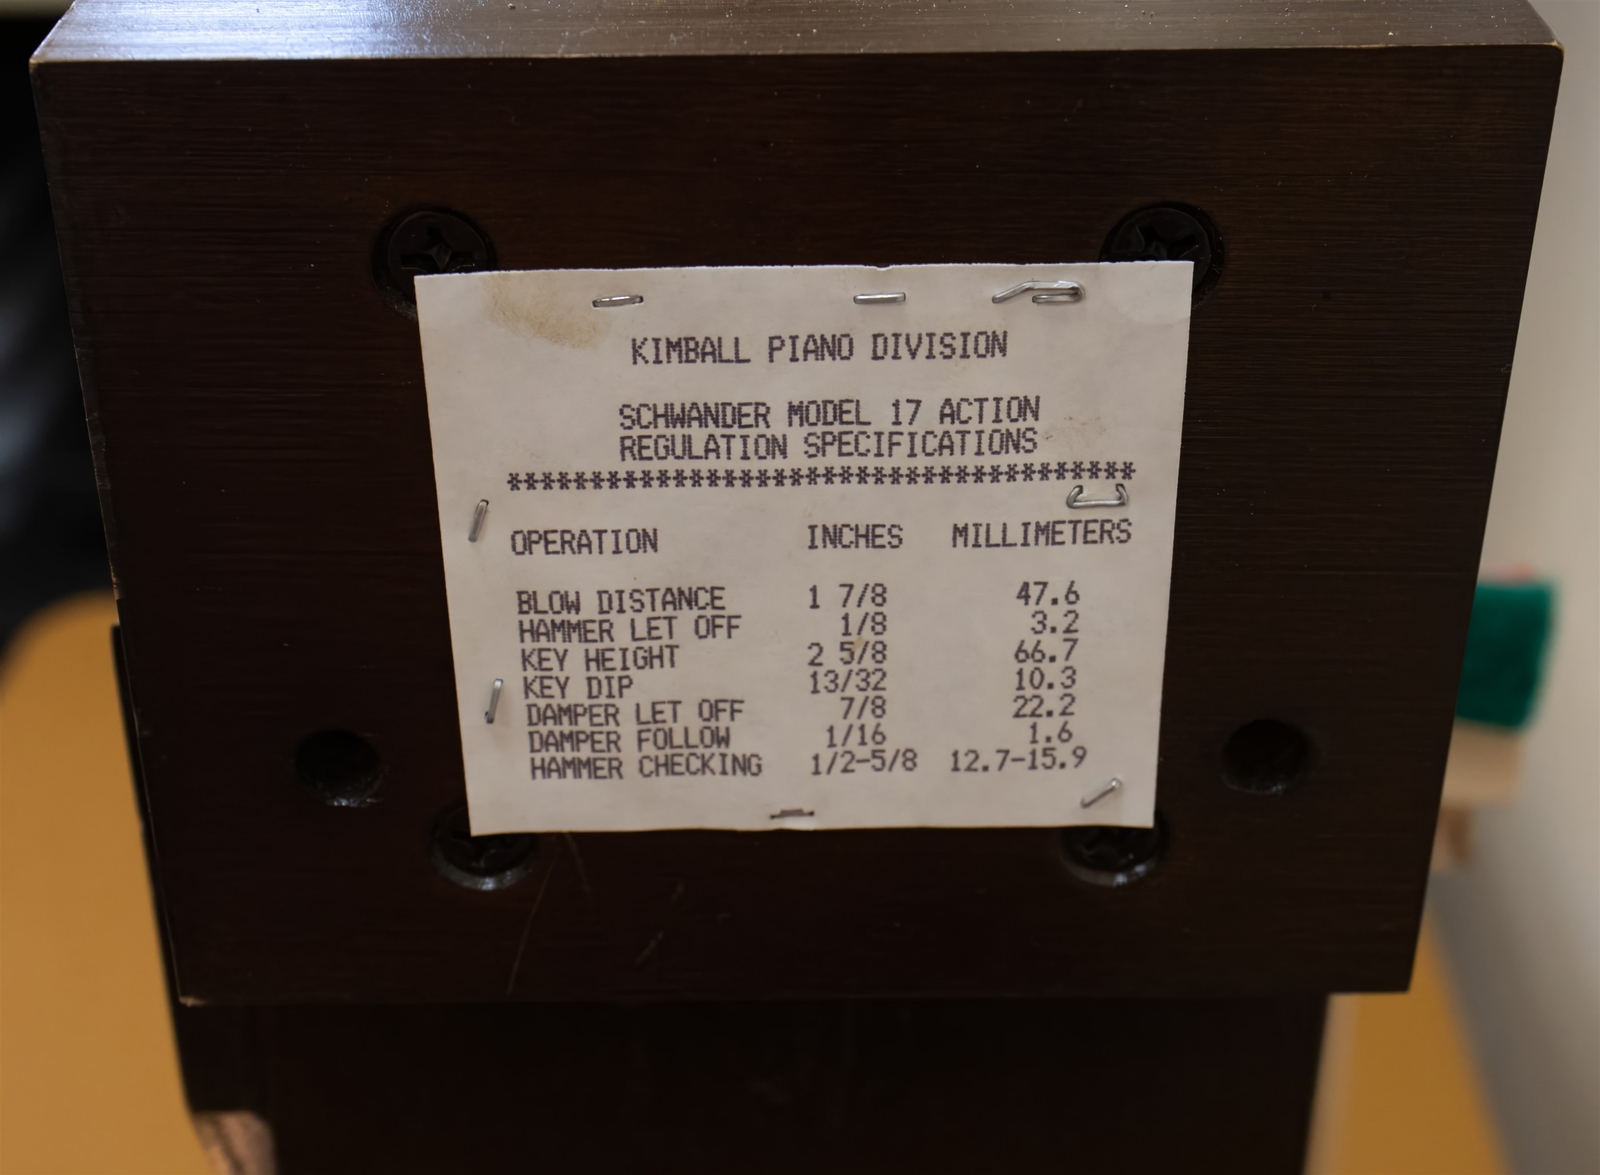 KIMBALL PIANO DIVISION
SCHWANDER MODEL 17 ACTION
REGULATION SPECIFICATIONS
**************************************
OPERATION INCHES MILLIMETERS
BLOW DISTANCE 1 7/8 47.6
HAMMER LET OFF 1/8 3.2
KEY HEIGHT 2 5/8 66.7
KEY DIP 13/32 10.3
DAMPER LET OFF 7/8 22.2
DAMPER FOLLOW 1/16 1.6
HAMMER CHECKING 1/2-5/8 12.7-15.9